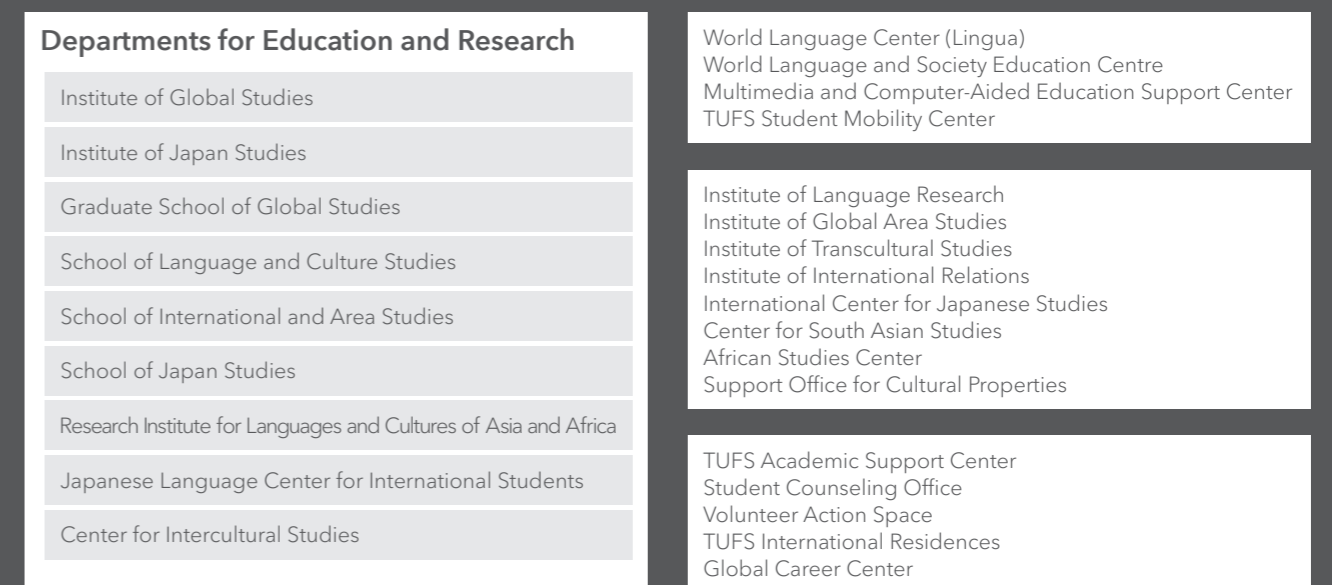 Departments for Education and Research
Institute of Global Studies
Institute of Japan Studies
Graduate School of Global Studies
School of Language and Culture Studies
School of International and Area Studies
School of Japan Studies
Research Institute for Languages and Cultures of Asia and Africa
Japanese Language Center for International Students
Center for Intercultural Studies
World Language Center (Lingua)
World Language and Society Education Centre
Multimedia and Computer-Aided Education Support Center
TUFS Student Mobility Center
Institute of Language Research
Institute of Global Area Studies
Institute of Transcultural Studies
Institute of International Relations
International Center for Japanese Studies
Center for South Asian Studies
African Studies Center
Support Office for Cultural Properties
TUFS Academic Support Center
Student Counseling Office
Volunteer Action Space
TUFS International Residences
Global Career Center